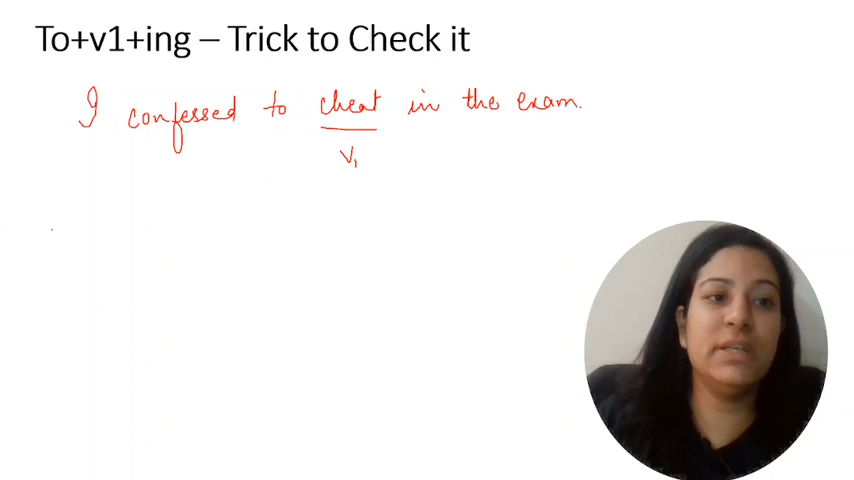 To+v1+ing – Trick to Check it
I confessed to cheat in the exam.
V1